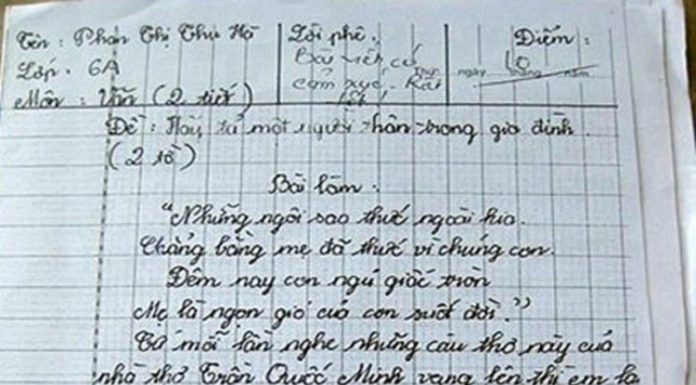 Tên : Phan Thị Thu Hà Lời phê. Điểm :
Lớp . 6A Bài viết có 10
Thứ ngày tháng năm
Môn : Văn (2 tiết) cảm xúc. Rất tốt!
Đề : Hãy tả một người thân trong gia đình.
(2 tờ)
Bài làm :
"Những ngôi sao thức ngoài kia.
Chẳng bằng mẹ đã thức vì chúng con.
Đêm nay con ngủ giấc tròn
Mẹ là ngọn gió của con suốt đời."
Cứ mỗi lần nghe những câu thơ này của
nhà thơ Trần Quốc Minh vang lên thì em lạ